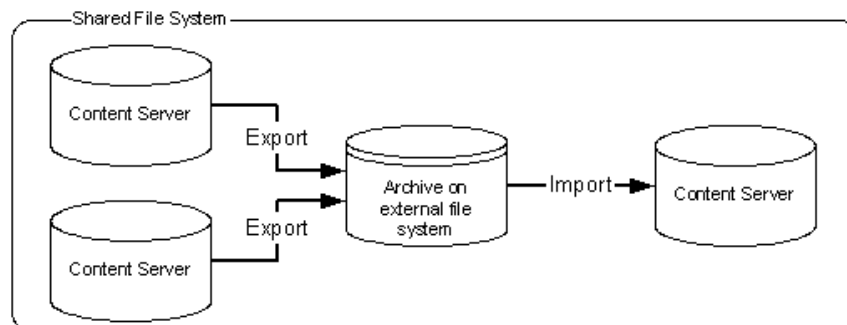 Shared File System
Content Server
Export
Archive on
external file
system
Import
Content Server
Export
Content Server